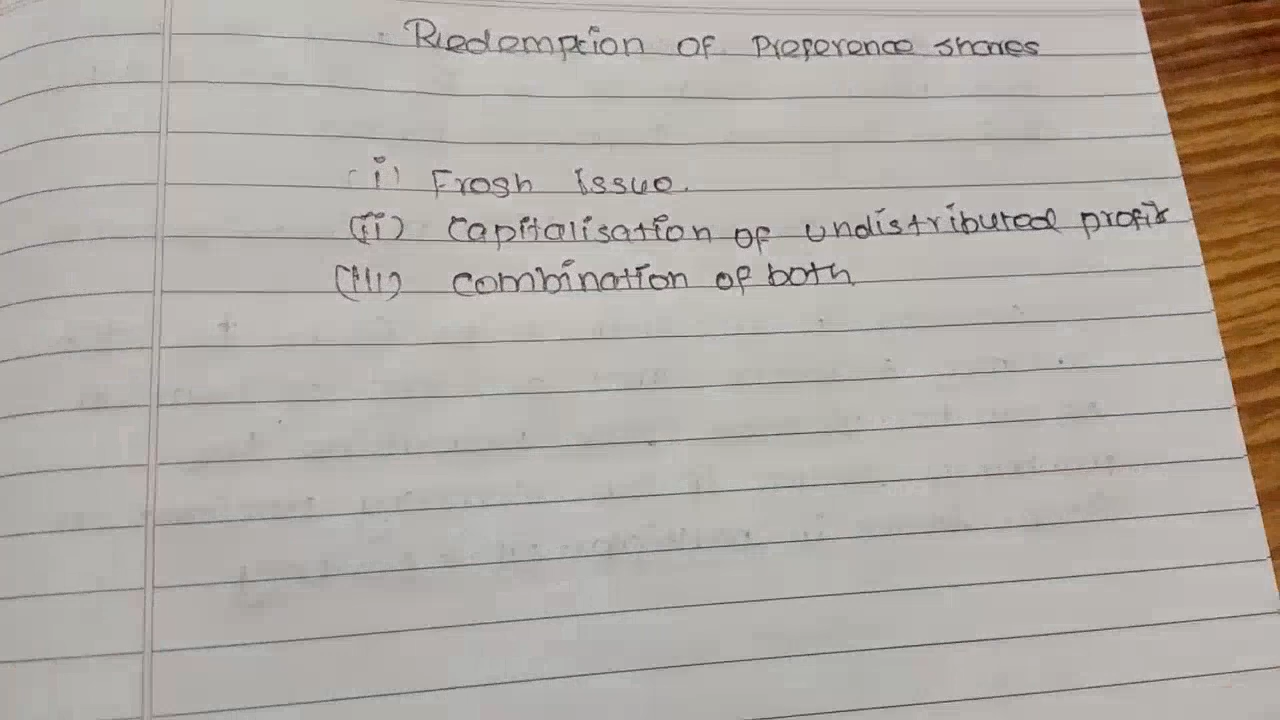 Redemption of Preference shares
(i) Fresh issue.
(ii) Capitalisation of undistributed profit
(iii) combination of both